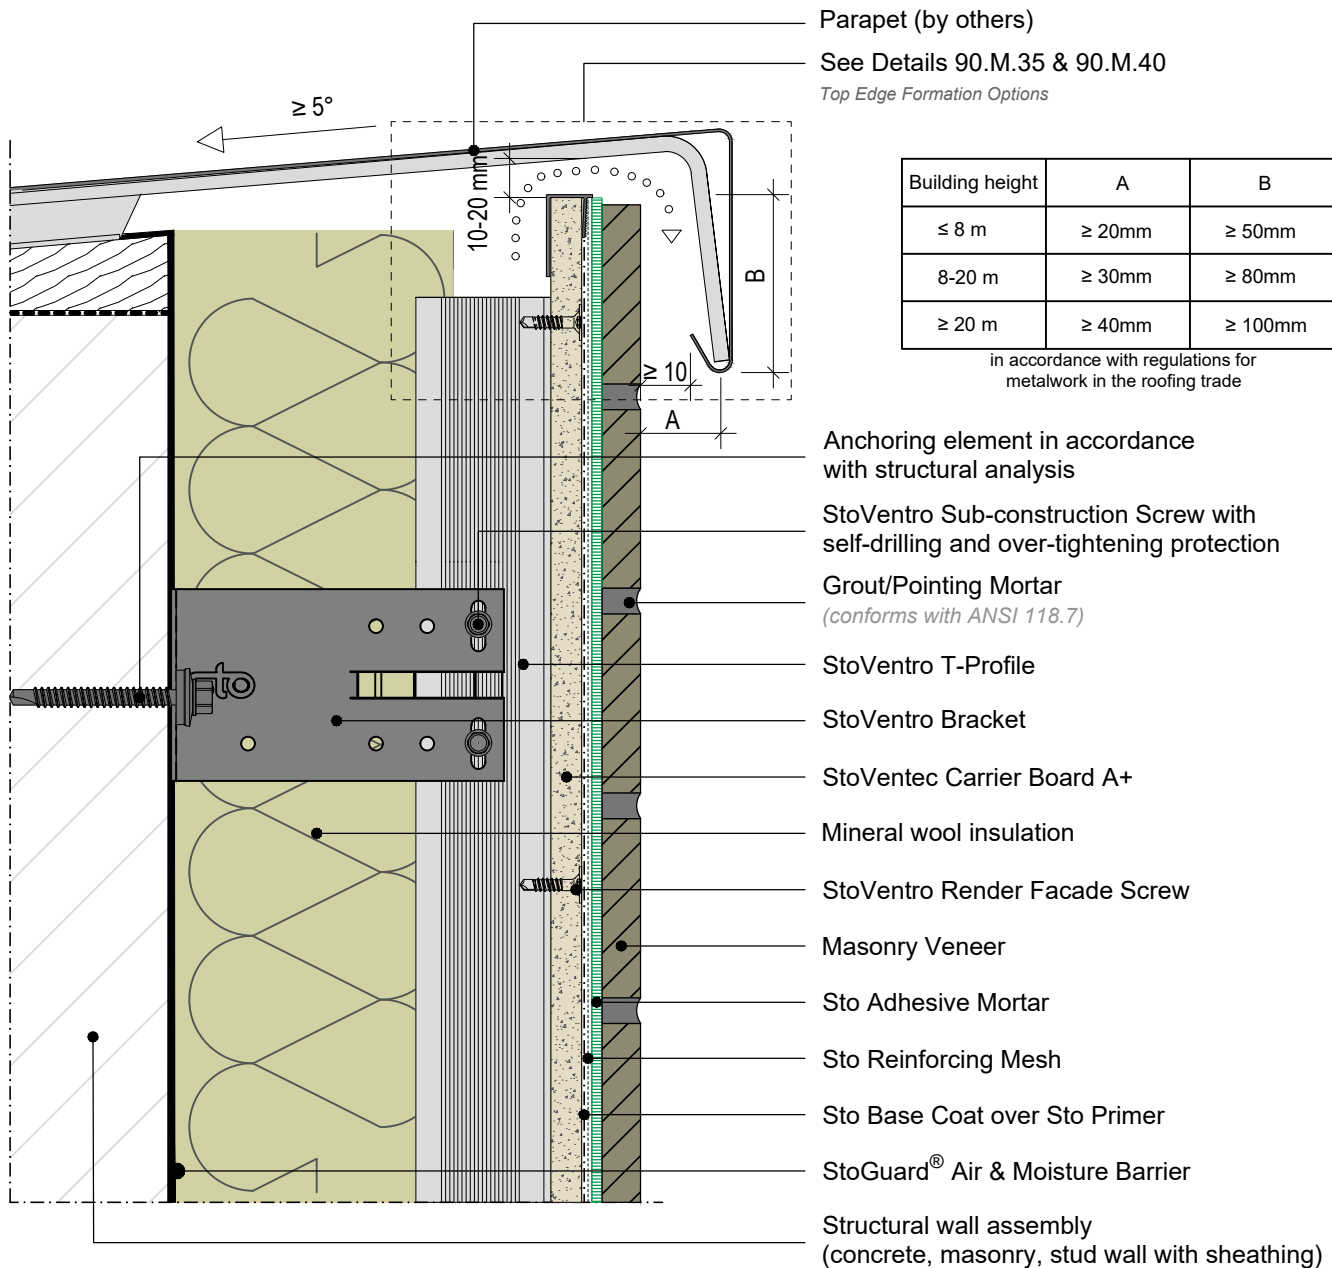 Parapet (by others)
See Details 90.M.35 & 90.M.40
Top Edge Formation Options
≥ 5°
10-20 mm
Building height A B
≤ 8 m ≥ 20mm ≥ 50mm
8-20 m ≥ 30mm ≥ 80mm
≥ 20 m ≥ 40mm ≥ 100mm
in accordance with regulations for
metalwork in the roofing trade
B
≥ 10
A
Anchoring element in accordance
with structural analysis
StoVentro Sub-construction Screw with
self-drilling and over-tightening protection
Grout/Pointing Mortar
(conforms with ANSI 118.7)
StoVentro T-Profile
StoVentro Bracket
StoVentec Carrier Board A+
Mineral wool insulation
StoVentro Render Facade Screw
Masonry Veneer
Sto Adhesive Mortar
Sto Reinforcing Mesh
Sto Base Coat over Sto Primer
StoGuard® Air & Moisture Barrier
Structural wall assembly
(concrete, masonry, stud wall with sheathing)